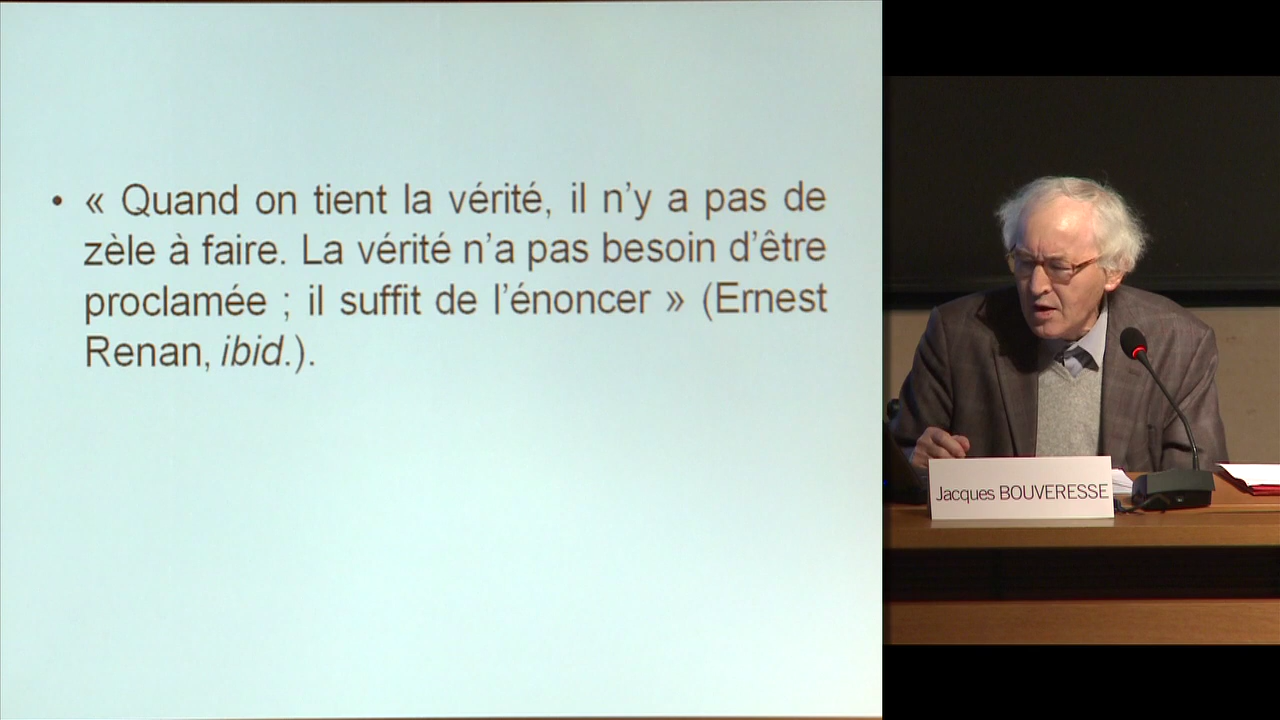 • « Quand on tient la vérité, il n’y a pas de
zèle à faire. La vérité n’a pas besoin d’être
proclamée ; il suffit de l’énoncer » (Ernest
Renan, ibid.).
Jacques BOUVERESSE